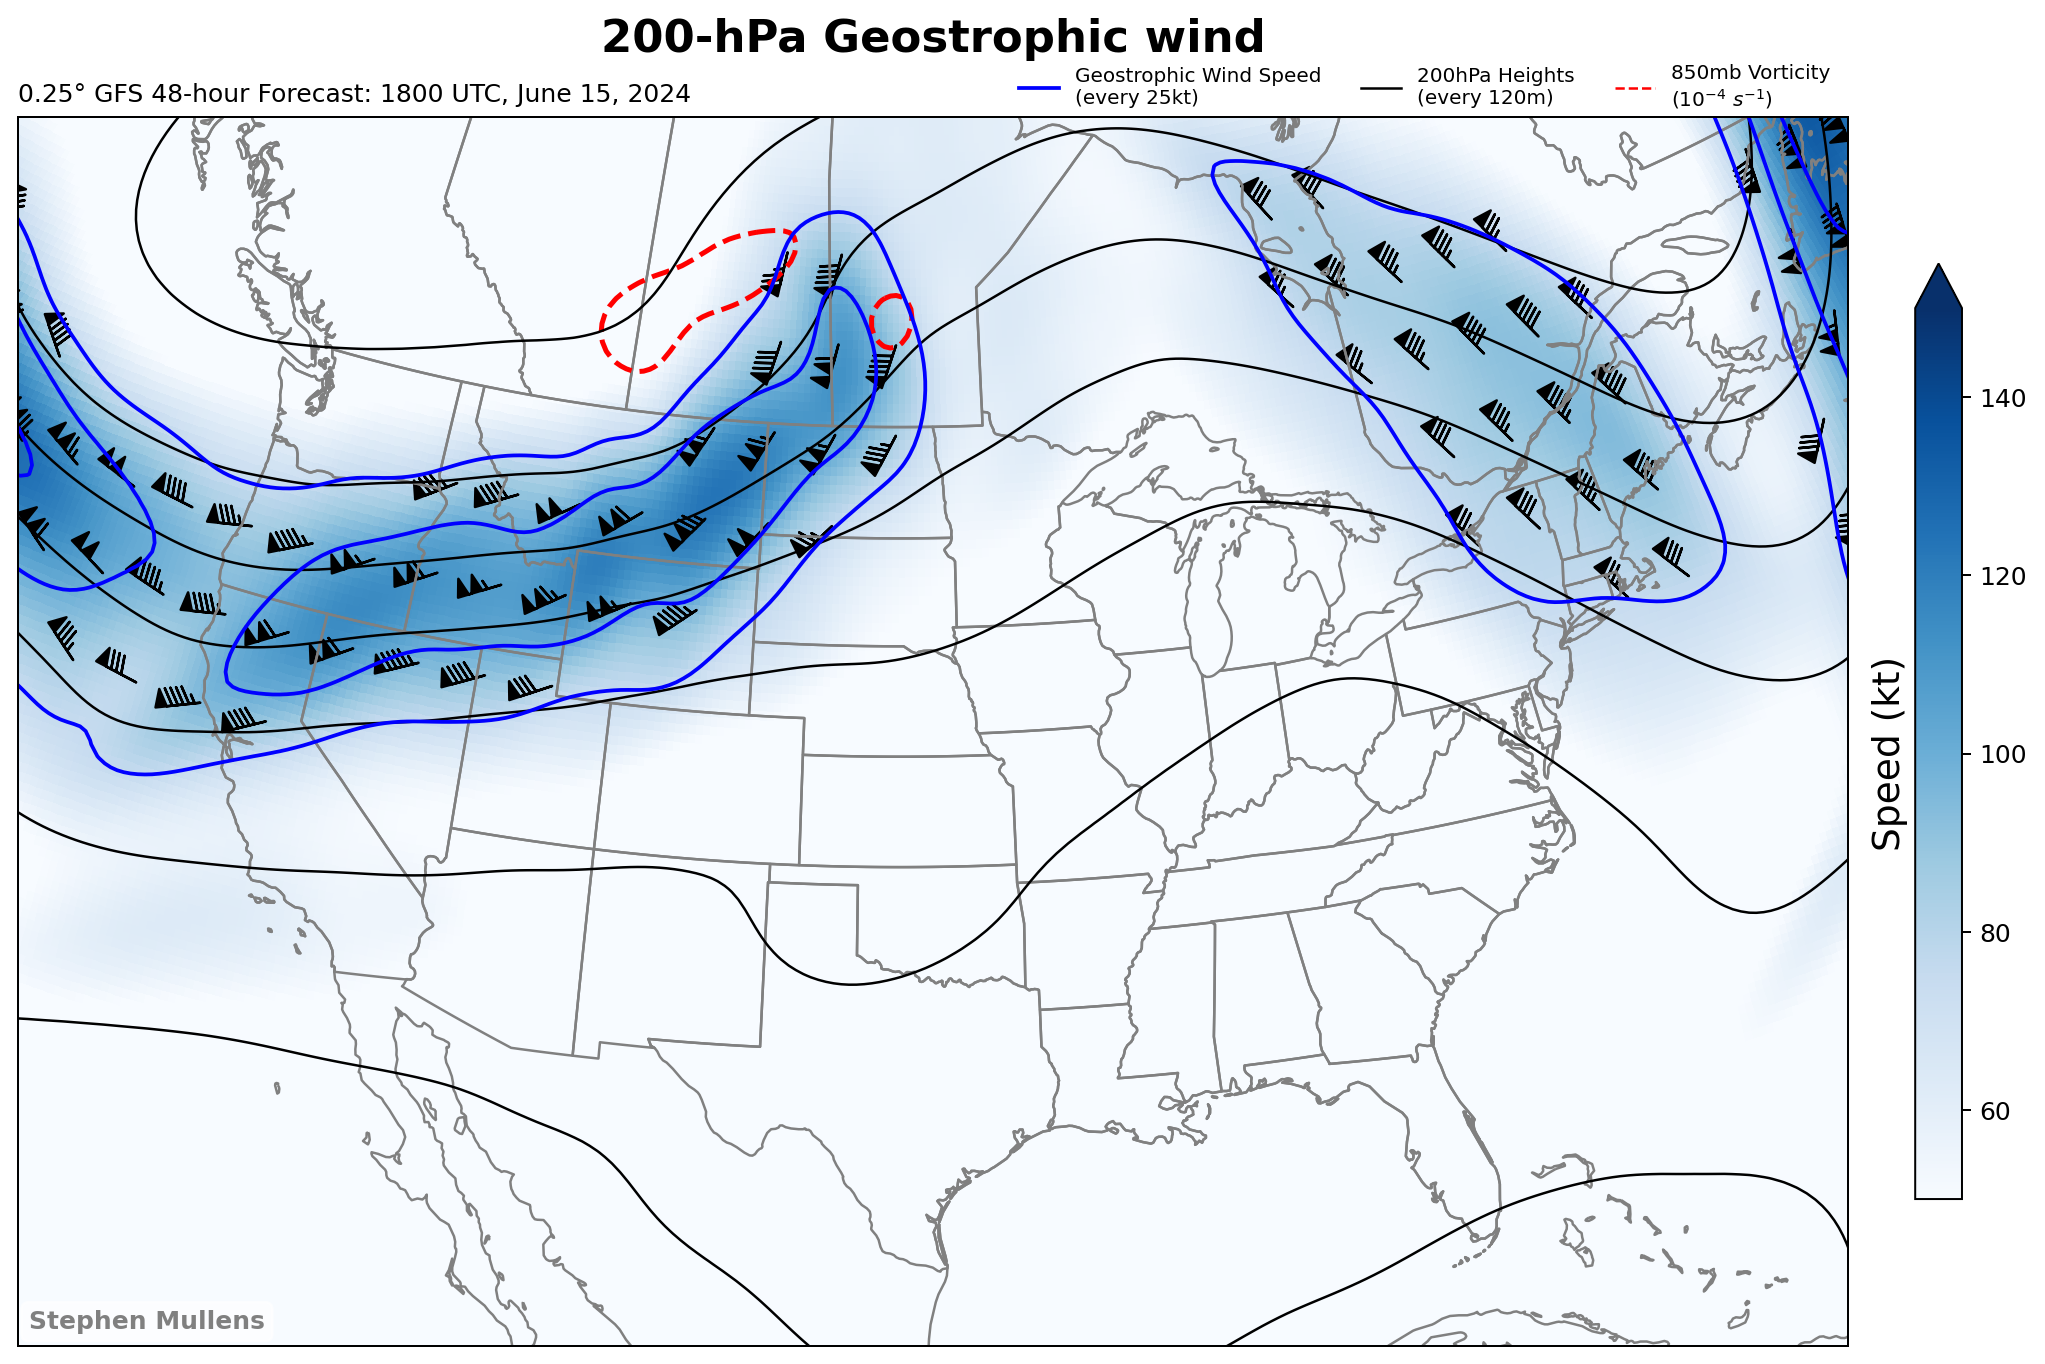 200-hPa Geostrophic wind
0.25° GFS 48-hour Forecast: 1800 UTC, June 15, 2024
Geostrophic Wind Speed
(every 25kt)
200hPa Heights
(every 120m)
850mb Vorticity
(10⁻⁴ s⁻¹)
140
120
100
80
60
Speed (kt)
Stephen Mullens